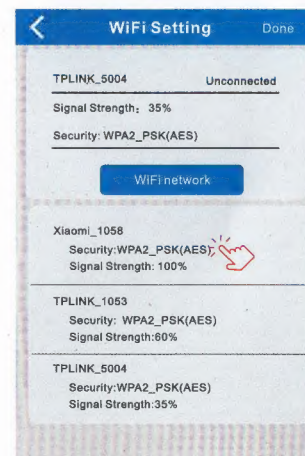 WiFi Setting Done
TPLINK_5004 Unconnected
Signal Strength: 35%
Security: WPA2_PSK(AES)
WiFi network
Xiaomi_1058
Security:WPA2_PSK(AES)
Signal Strength: 100%
TPLINK_1053
Security: WPA2_PSK(AES)
Signal Strength:60%
TPLINK_5004
Security:WPA2_PSK(AES)
Signal Strength:35%